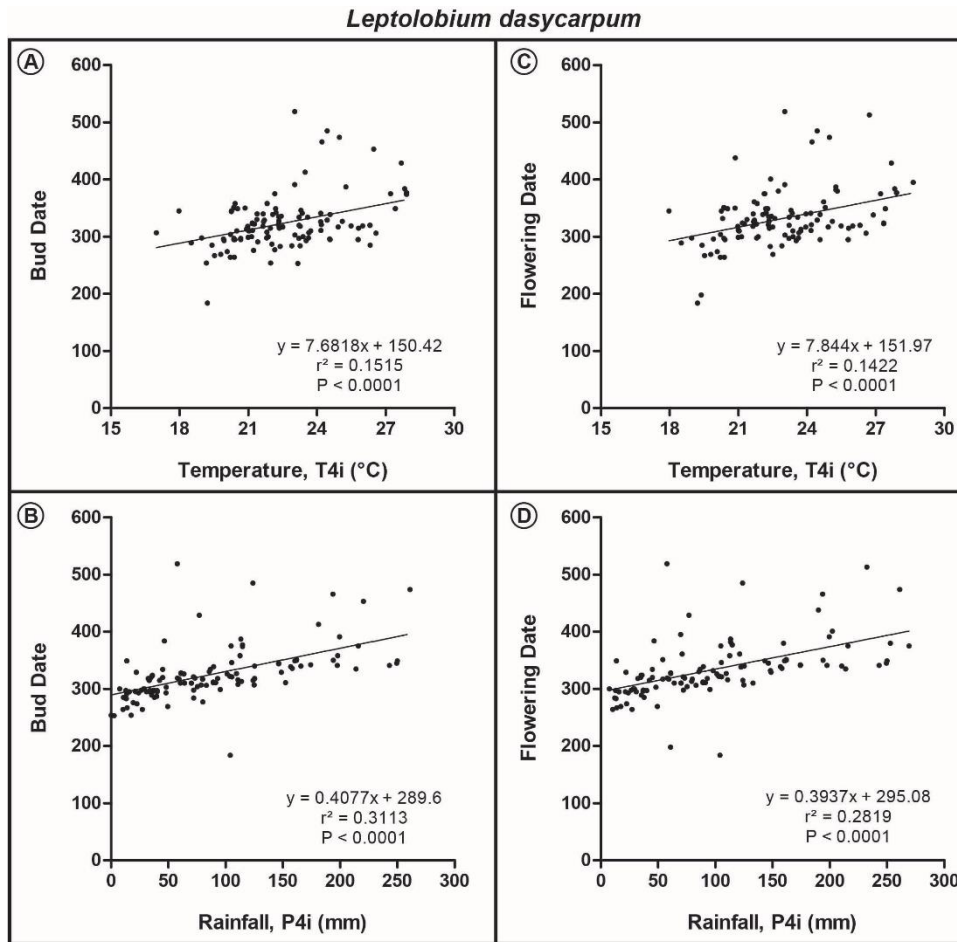 Leptolobium dasycarpum
A
Bud Date
600
500
400
300
200
100
0
15 18 21 24 27 30
y = 7.6818x + 150.42
r² = 0.1515
P < 0.0001
Temperature, T4i (°C)
C
Flowering Date
600
500
400
300
200
100
0
15 18 21 24 27 30
y = 7.844x + 151.97
r² = 0.1422
P < 0.0001
Temperature, T4i (°C)
B
Bud Date
600
500
400
300
200
100
0
0 50 100 150 200 250 300
y = 0.4077x + 289.6
r² = 0.3113
P < 0.0001
Rainfall, P4i (mm)
D
Flowering Date
600
500
400
300
200
100
0
0 50 100 150 200 250 300
y = 0.3937x + 295.08
r² = 0.2819
P < 0.0001
Rainfall, P4i (mm)